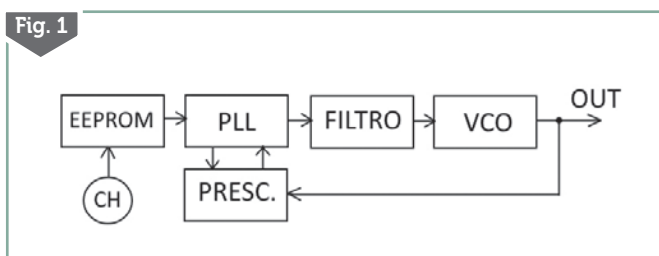 Fig. 1
OUT
EEPROM
PLL
FILTRO
VCO
PRESC.
CH